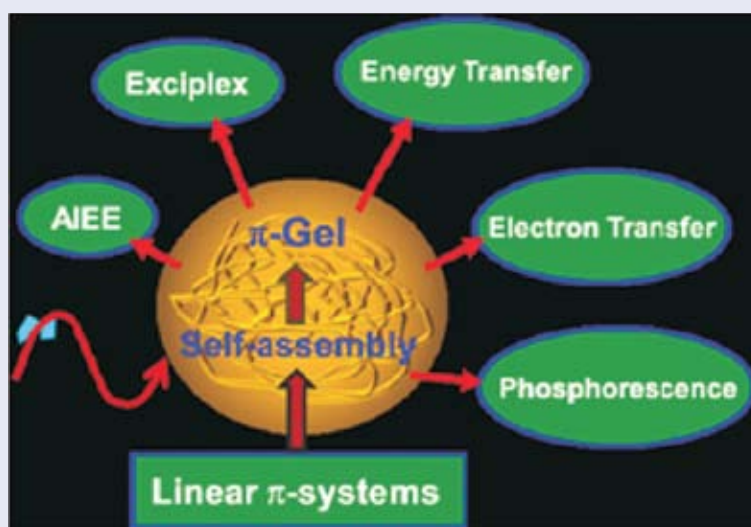 Exciplex
Energy Transfer
AIEE
π-Gel
Electron Transfer
Self-assembly
Phosphorescence
Linear π-systems